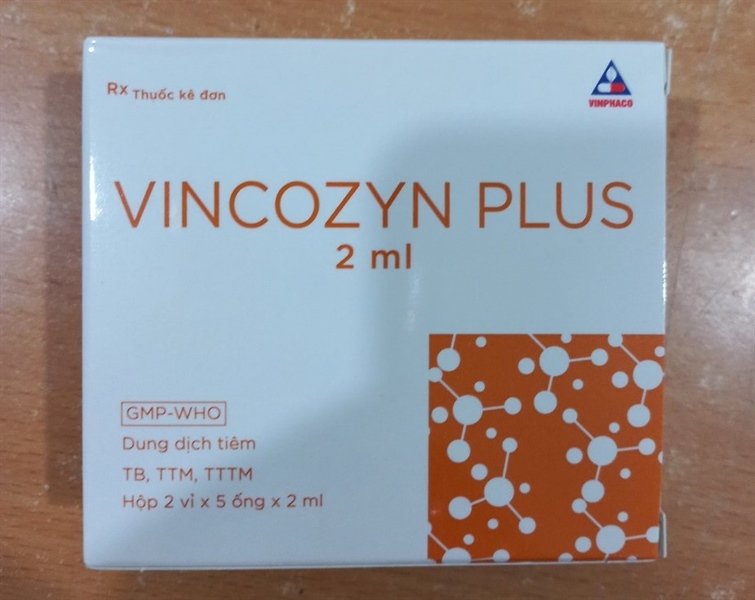 Rx Thuốc kê đơn
VINPHACO
VINCOZYN PLUS
2 ml
GMP-WHO
Dung dịch tiêm
TB, TTM, TTTM
Hộp 2 vỉ x 5 ống x 2 ml